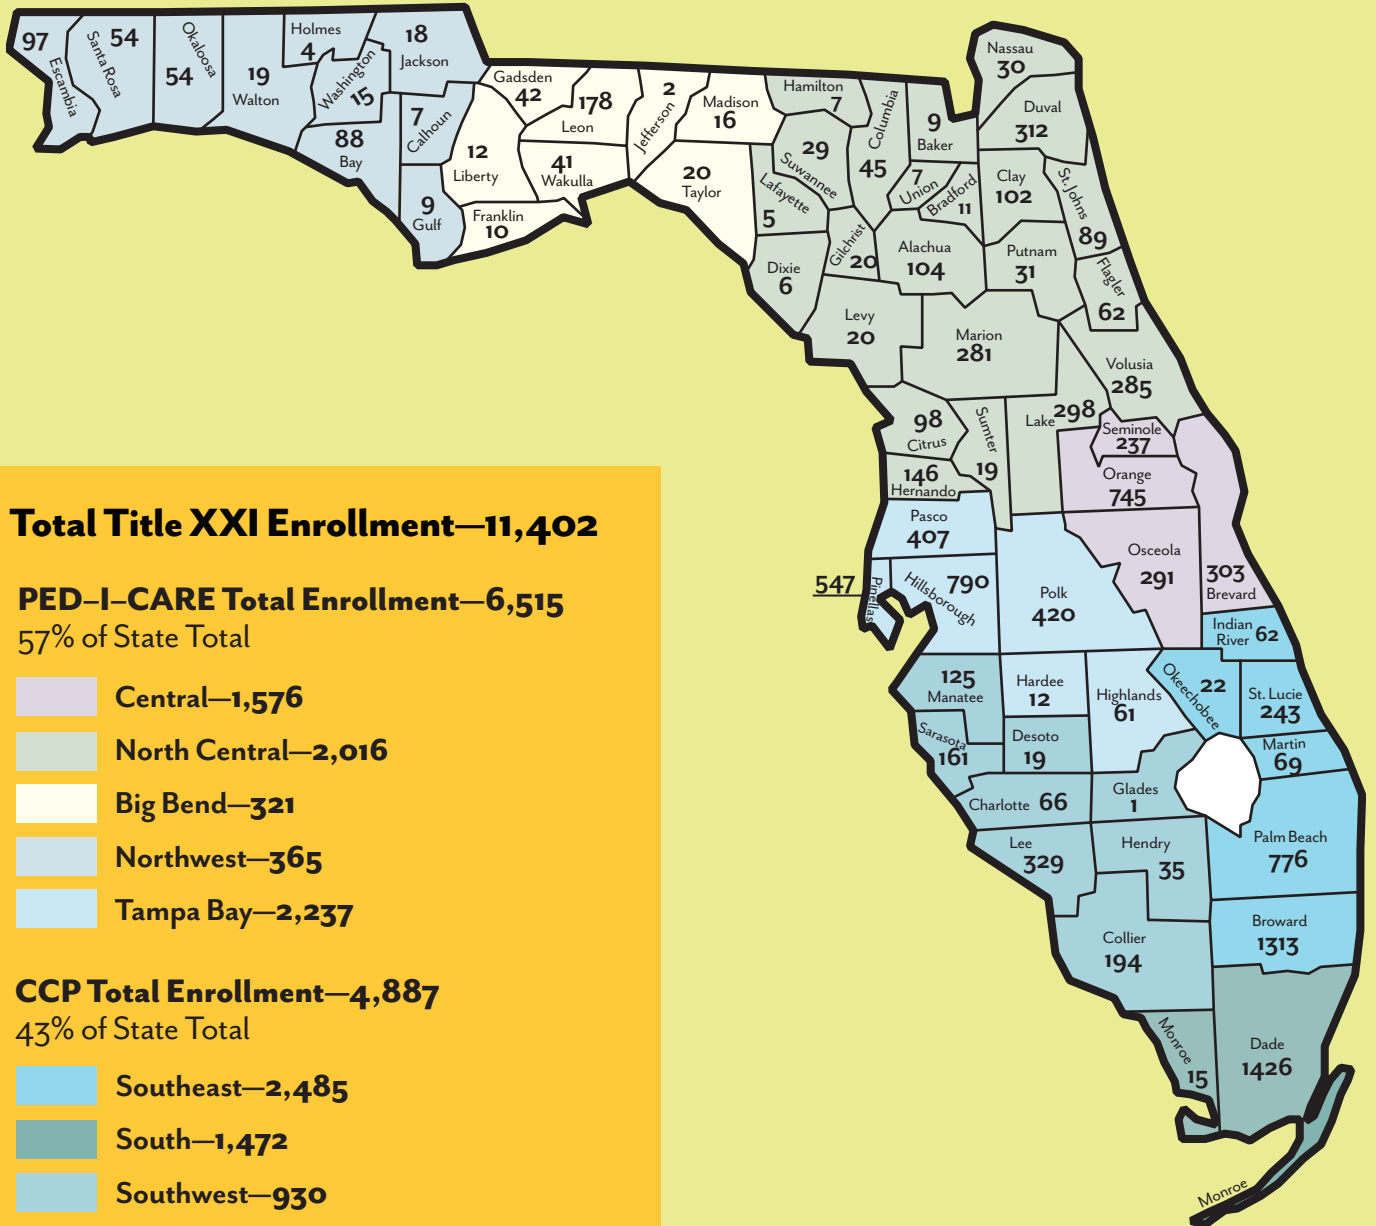 97
Escambia
54
Santa Rosa
Okaloosa
54
19
Walton
Holmes
4
Washington
15
18
Jackson
88
Bay
7
Calhoun
9
Gulf
Gadsden
42
178
Leon
2
Jefferson
Madison
16
12
Liberty
41
Wakulla
Franklin
10
20
Taylor
Hamilton
7
29
Suwannee
Lafayette
5
Columbia
45
9
Baker
7
Union
Bradford
11
Nassau
30
Duval
312
Clay
102
St. Johns
89
Dixie
6
Gilchrist
20
Alachua
104
Putnam
31
Flagler
62
Levy
20
Marion
281
Volusia
285
98
Citrus
Sumter
19
Lake 298
146
Hernando
Seminole
237
Orange
745
Osceola
291
303
Brevard
Pasco
407
547
Pinellas
790
Hillsborough
Polk
420
Indian
River 62
125
Manatee
Hardee
12
Highlands
61
22
Okeechobee
St. Lucie
243
Sarasota
161
Desoto
19
Martin
69
Charlotte 66
Glades
1
Lee
329
Hendry
35
Palm Beach
776
Collier
194
Broward
1313
Monroe
15
Dade
1426
Monroe
Total Title XXI Enrollment—11,402
PED–I–CARE Total Enrollment—6,515
57% of State Total
Central—1,576
North Central—2,016
Big Bend—321
Northwest—365
Tampa Bay—2,237
CCP Total Enrollment—4,887
43% of State Total
Southeast—2,485
South—1,472
Southwest—930